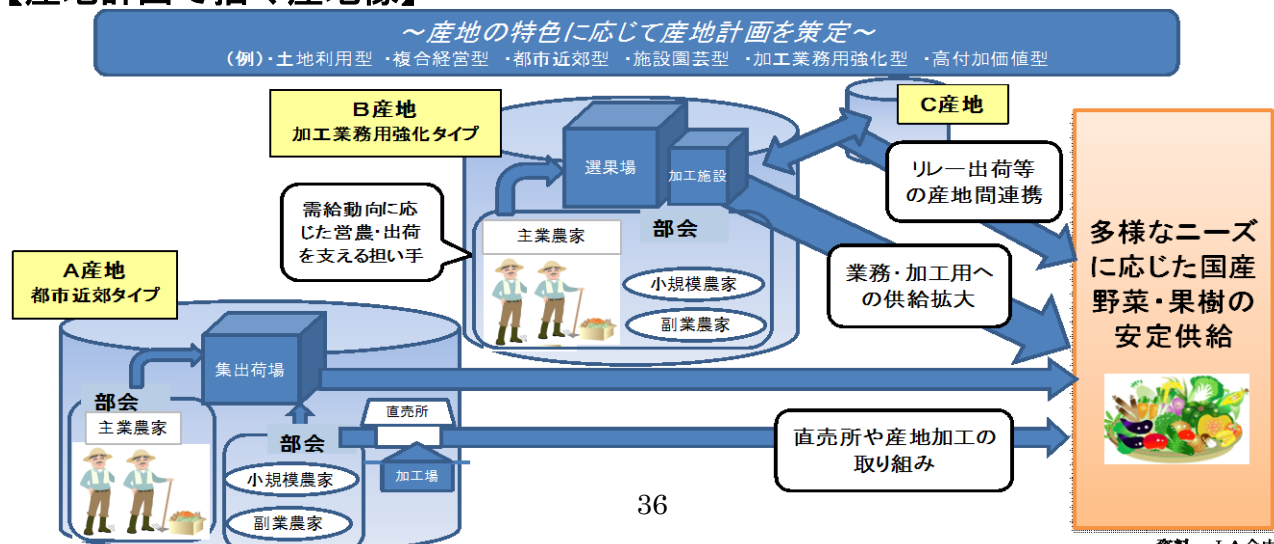 【産地計画で描く産地像】
～産地の特色に応じて産地計画を策定～
(例)・土地利用型 ・複合経営型 ・都市近郊型 ・施設園芸型 ・加工業務用強化型 ・高付加価値型
B産地
加工業務用強化タイプ
C産地
選果場
加工施設
リレー出荷等
の産地間連携
需給動向に応
じた営農・出荷
を支える担い手
主業農家
部会
小規模農家
副業農家
業務・加工用へ
の供給拡大
多様なニーズ
に応じた国産
野菜・果樹の
安定供給
A産地
都市近郊タイプ
集出荷場
部会
主業農家
直売所
部会
加工場
小規模農家
副業農家
直売所や産地加工の
取り組み
36